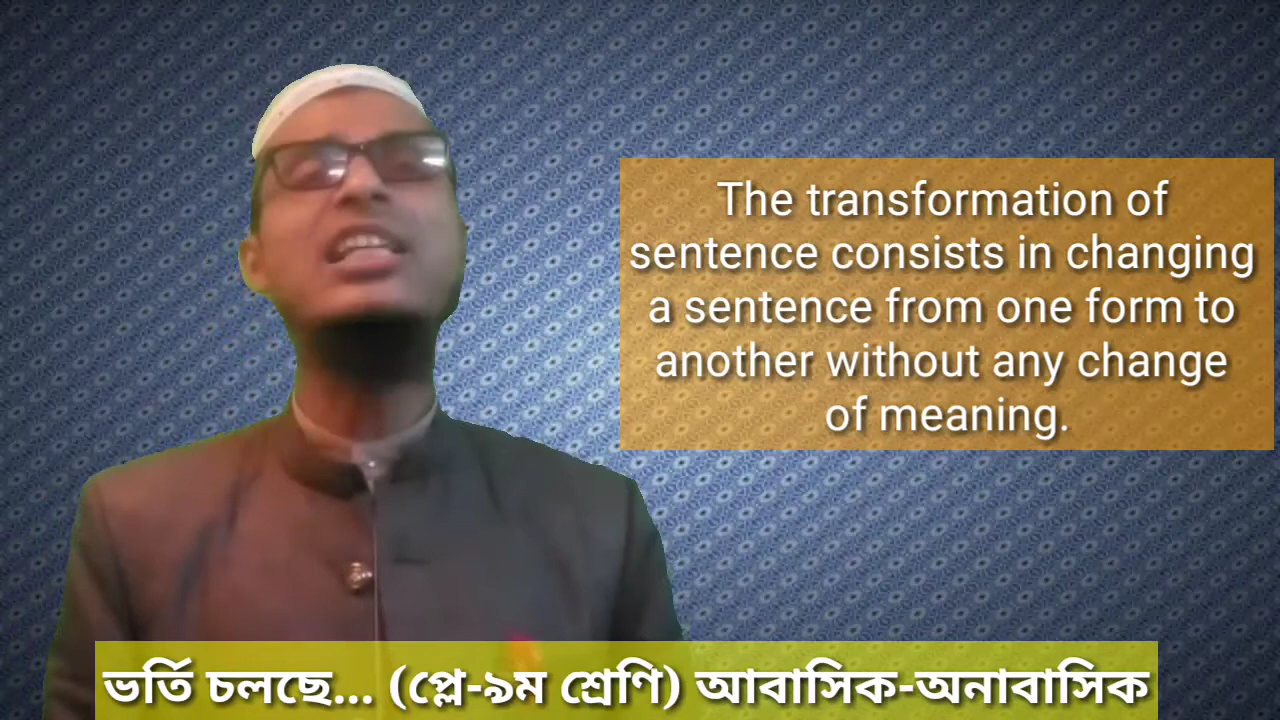 The transformation of
sentence consists in changing
a sentence from one form to
another without any change
of meaning.
ভর্তি চলছে... (প্লে-৯ম শ্রেণি) আবাসিক-অনাবাসিক